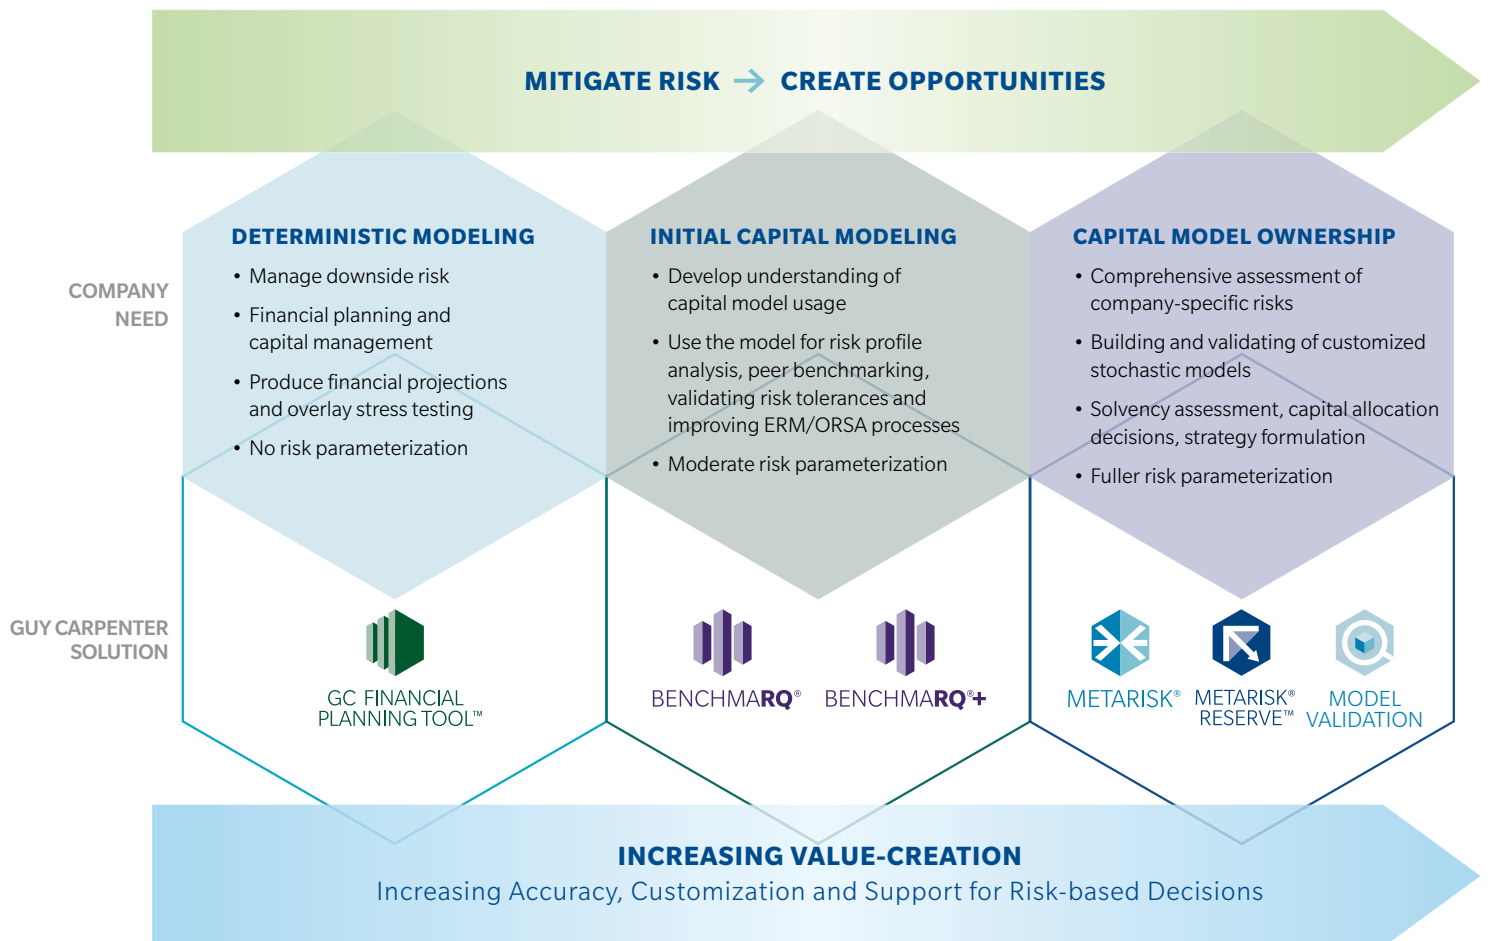 MITIGATE RISK → CREATE OPPORTUNITIES
COMPANY
NEED
DETERMINISTIC MODELING
• Manage downside risk
• Financial planning and
capital management
• Produce financial projections
and overlay stress testing
• No risk parameterization
INITIAL CAPITAL MODELING
• Develop understanding of
capital model usage
• Use the model for risk profile
analysis, peer benchmarking,
validating risk tolerances and
improving ERM/ORSA processes
• Moderate risk parameterization
CAPITAL MODEL OWNERSHIP
• Comprehensive assessment of
company-specific risks
• Building and validating of customized
stochastic models
• Solvency assessment, capital allocation
decisions, strategy formulation
• Fuller risk parameterization
GUY CARPENTER
SOLUTION
GC FINANCIAL
PLANNING TOOL™
BENCHMARQ®
BENCHMARQ®+
METARISK®
METARISK®
RESERVE™
MODEL
VALIDATION
INCREASING VALUE-CREATION
Increasing Accuracy, Customization and Support for Risk-based Decisions